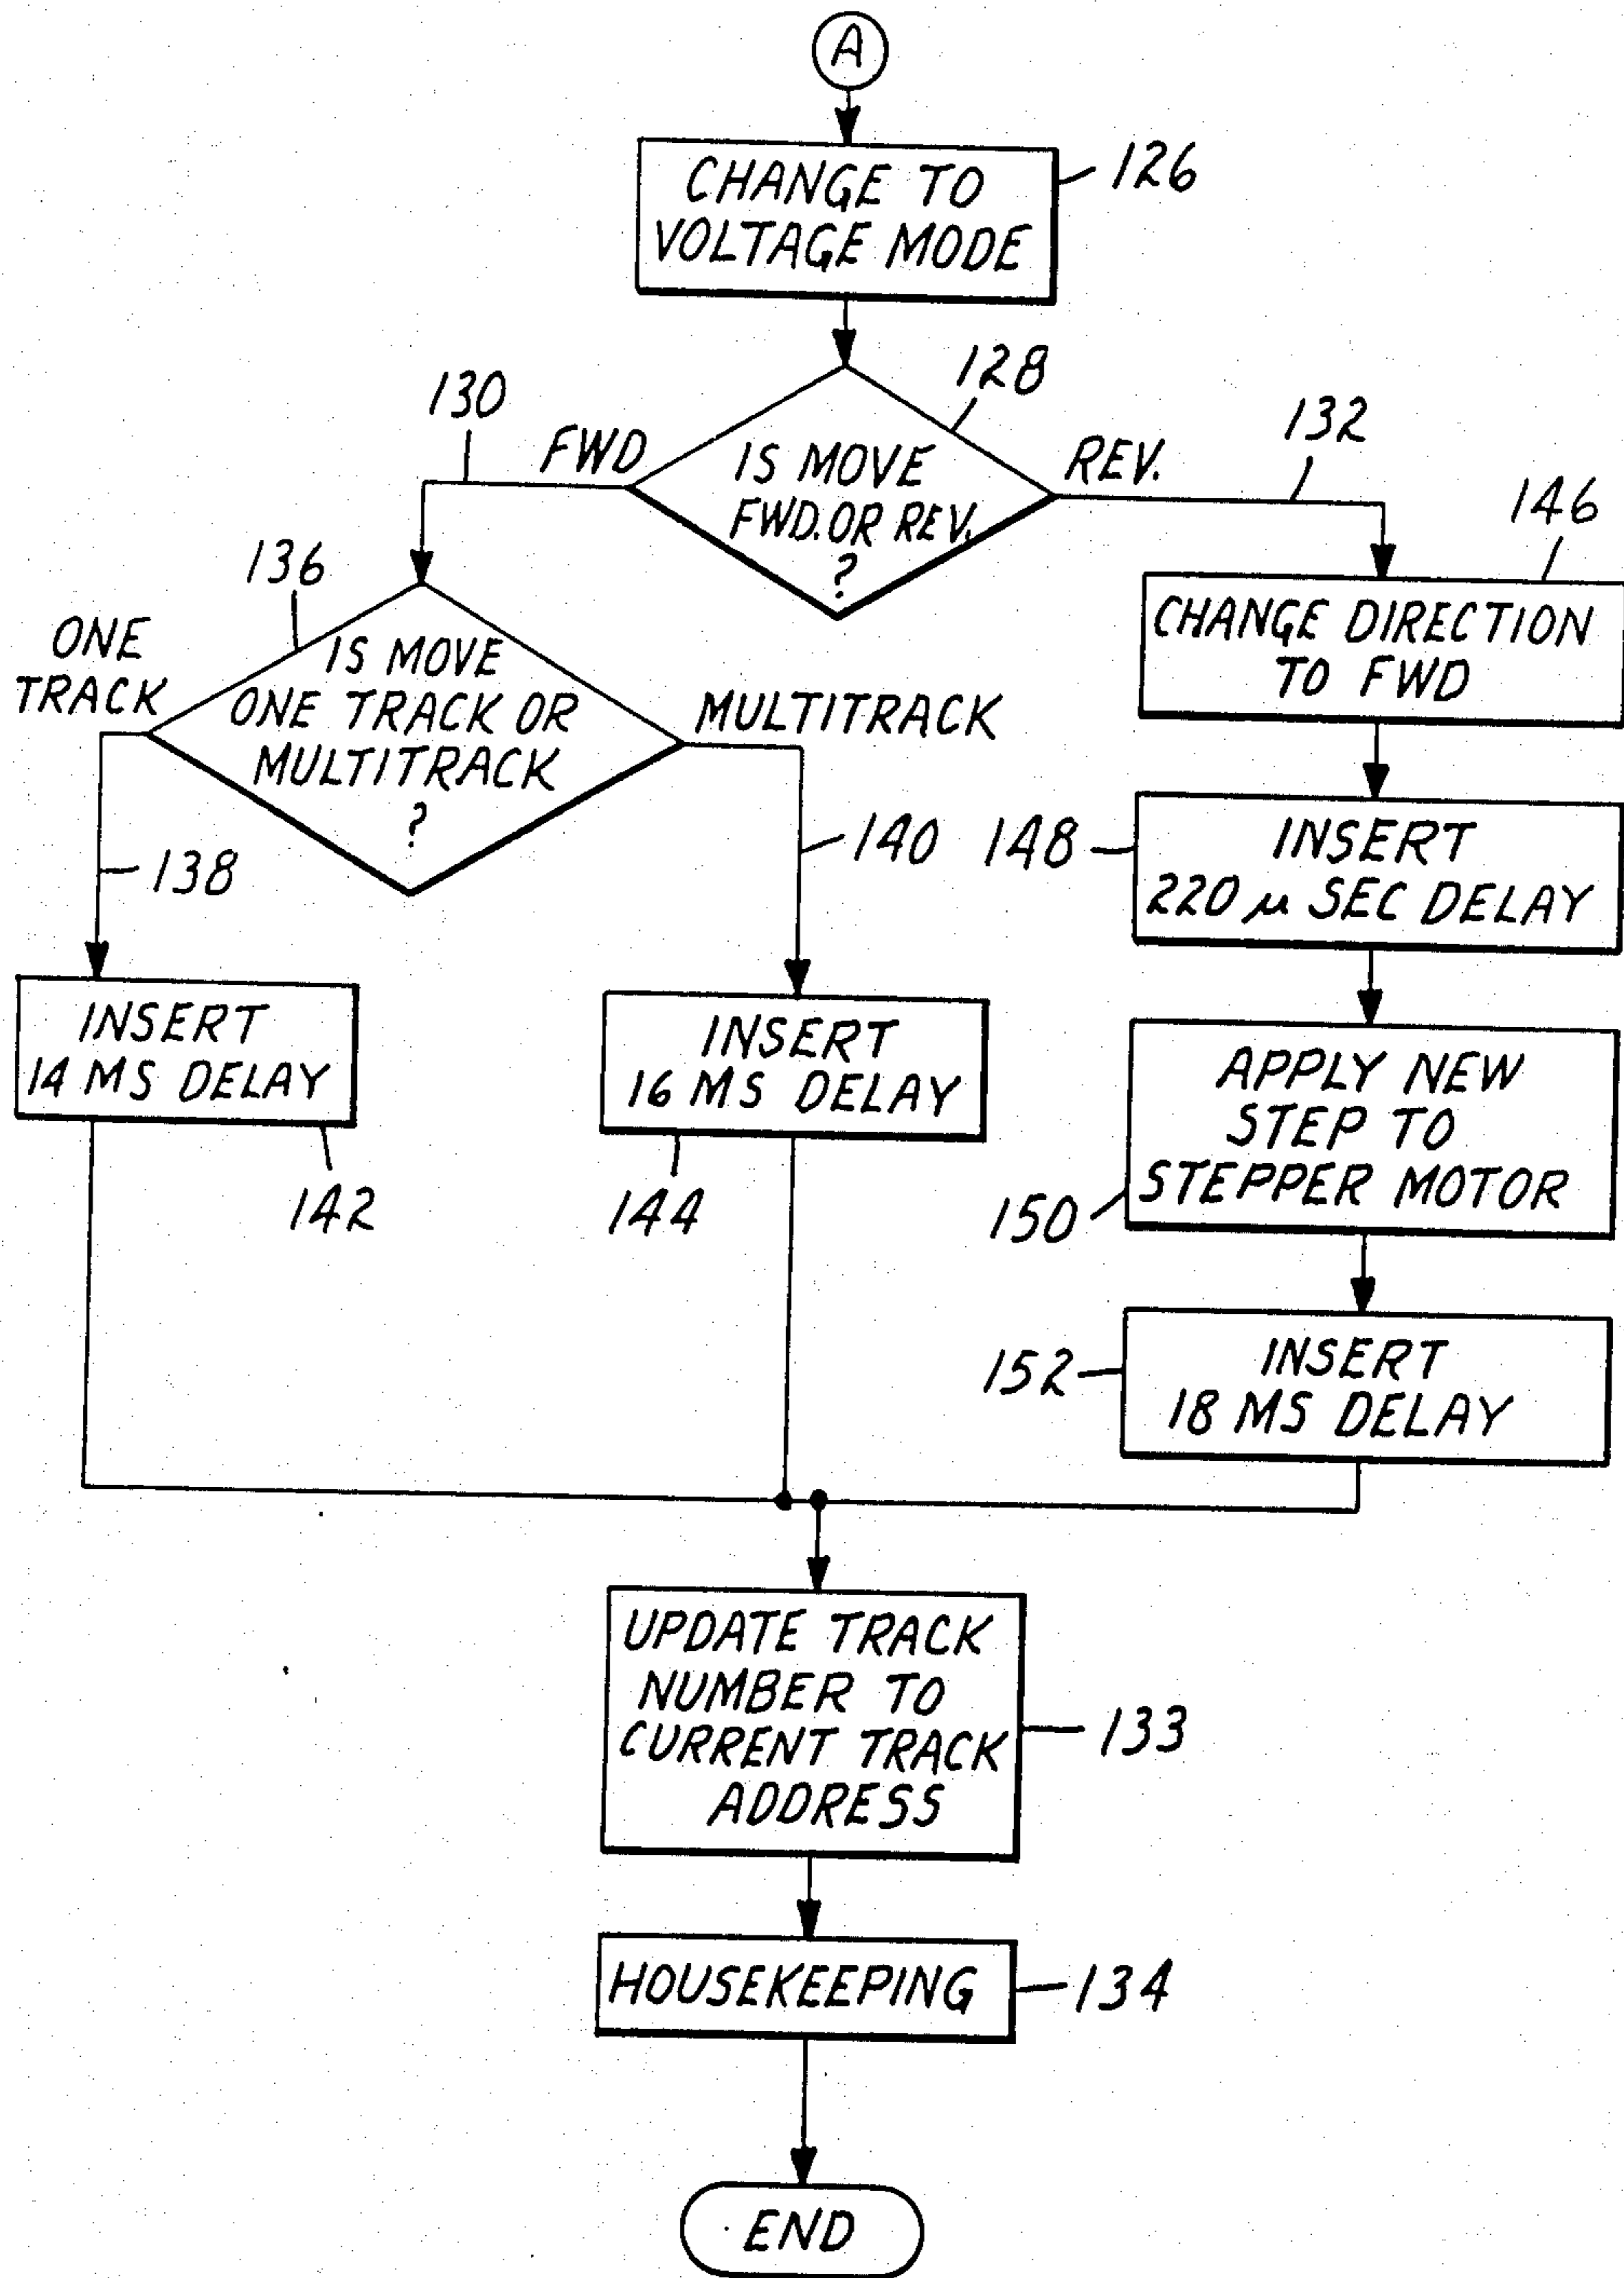 A
CHANGE TO
VOLTAGE MODE
126
128
130
FWD
IS MOVE
FWD. OR REV.
?
REV.
132
146
136
ONE
TRACK
IS MOVE
ONE TRACK OR
MULTITRACK
?
MULTITRACK
CHANGE DIRECTION
TO FWD
138
140
148
INSERT
220 µ SEC DELAY
INSERT
14 MS DELAY
142
INSERT
16 MS DELAY
144
APPLY NEW
STEP TO
STEPPER MOTOR
150
152
INSERT
18 MS DELAY
UPDATE TRACK
NUMBER TO
CURRENT TRACK
ADDRESS
133
HOUSEKEEPING
134
END